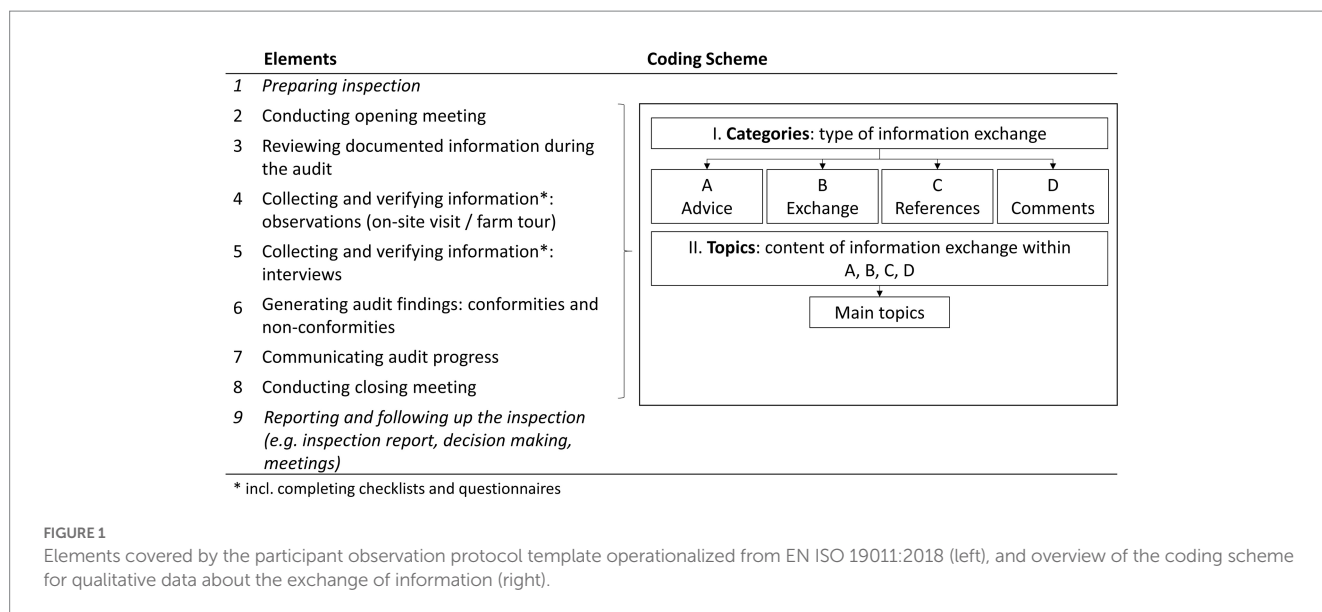 Elements Coding Scheme
1 Preparing inspection
2 Conducting opening meeting
3 Reviewing documented information during
the audit
4 Collecting and verifying information*:
observations (on-site visit / farm tour)
5 Collecting and verifying information*:
interviews
6 Generating audit findings: conformities and
non-conformities
7 Communicating audit progress
8 Conducting closing meeting
9 Reporting and following up the inspection
(e.g. inspection report, decision making,
meetings)
I. Categories: type of information exchange
A
Advice
B
Exchange
C
References
D
Comments
II. Topics: content of information exchange within
A, B, C, D
Main topics
* incl. completing checklists and questionnaires
FIGURE 1
Elements covered by the participant observation protocol template operationalized from EN ISO 19011:2018 (left), and overview of the coding scheme
for qualitative data about the exchange of information (right).